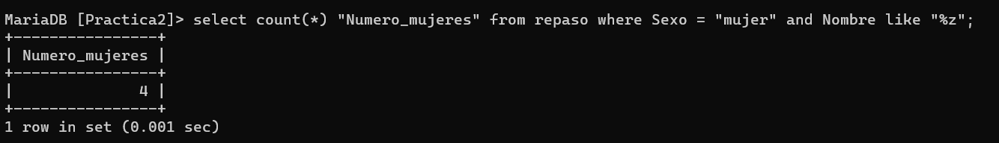 MariaDB [Practica2]> select count(*) "Numero_mujeres" from repaso where Sexo = "mujer" and Nombre like "%z";
+----------------+
| Numero_mujeres |
+----------------+
|              4 |
+----------------+
1 row in set (0.001 sec)